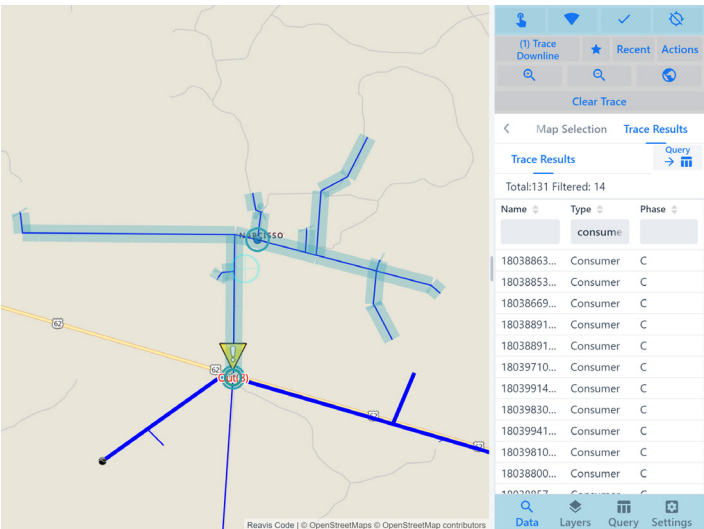 (1) Trace
Downline
Recent
Actions
Clear Trace
Map Selection
Trace Results
Trace Results
Query
Total:131 Filtered: 14
Name
Type
Phase
consume
18038863... Consumer C
18038853... Consumer C
18038669... Consumer C
18038891... Consumer C
18038891... Consumer C
18039710... Consumer C
18039914... Consumer C
18039830... Consumer C
18039941... Consumer C
18039810... Consumer C
18038800... Consumer C
Consumer C
Data
Layers
Query
Settings
NARCISSO
62
62
62
62
Reavis Code | © OpenStreetMaps © OpenStreetMap contributors